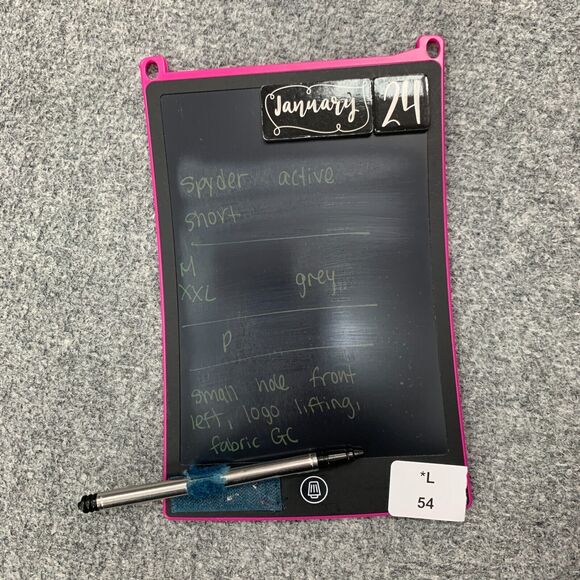 January 24
spyder active
short
M
XXL grey
P
small hole front
left, logo lifting,
fabric GC
*L
54